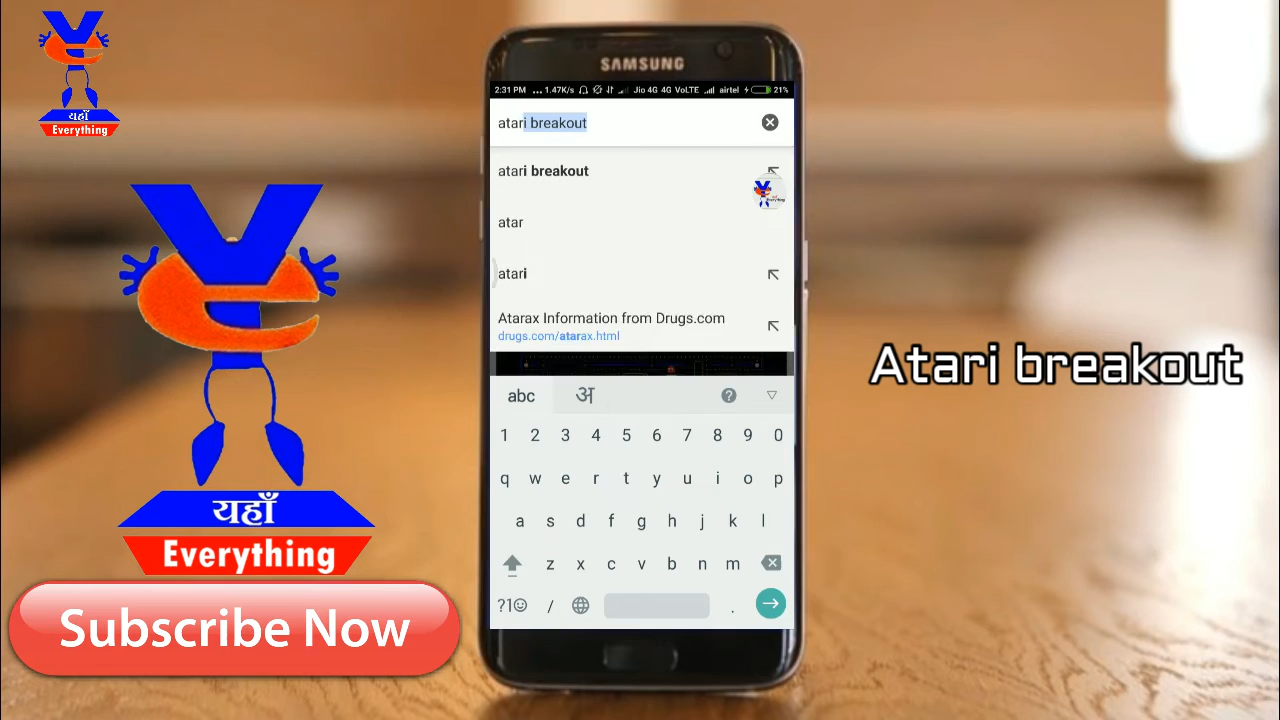 यहाँ
Everything
यहाँ
Everything
Subscribe Now
SAMSUNG
2:31 PM ... 1.47K/s Jio 4G 4G VoLTE airtel 21%
atari breakout
atari breakout
atar
atari
Atarax Information from Drugs.com
drugs.com/atarax.html
abc अ ?
1 2 3 4 5 6 7 8 9 0
q w e r t y u i o p
a s d f g h j k l
z x c v b n m
?1☺ / .
Atari breakout